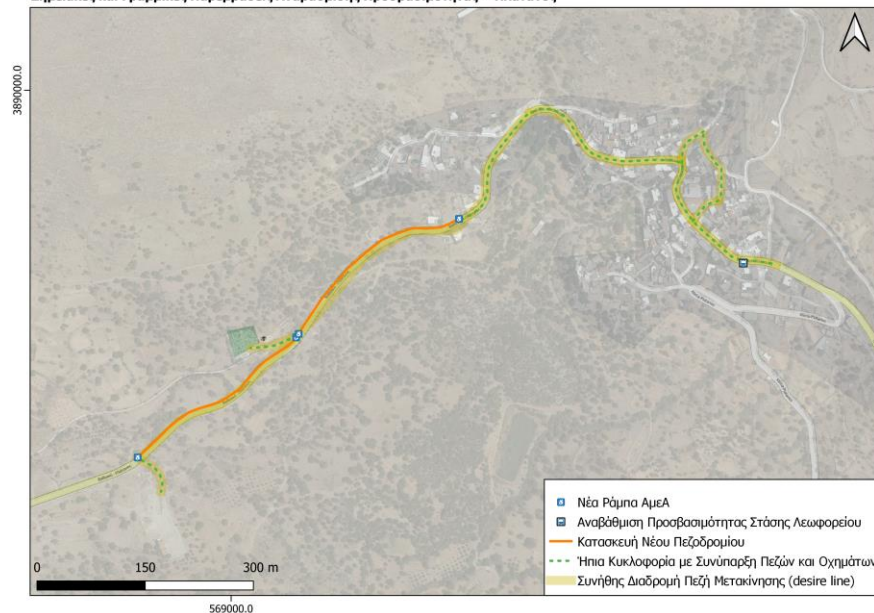 3890000.0
Νέα Ράμπα ΑμεΑ
Αναβάθμιση Προσβασιμότητας Στάσης Λεωφορείου
Κατασκευή Νέου Πεζοδρομίου
Ήπια Κυκλοφορία με Συνύπαρξη Πεζών και Οχημάτων
Συνήθης Διαδρομή Πεζή Μετακίνησης (desire line)
0 150 300 m
569000.0